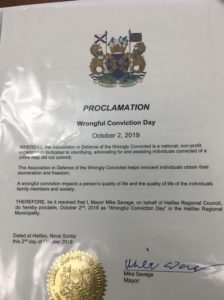 PROCLAMATION
Wrongful Conviction Day
October 2, 2019
WHEREAS, the Association in Defence of the Wrongly Convicted is a national, non-profit
organization dedicated to identifying, advocating for and assisting individuals convicted of a
crime they did not commit;
The Association in Defence of the Wrongly Convicted helps innocent individuals obtain their
exoneration and freedom;
A wrongful conviction impacts a person's quality of life and the quality of life of the individuals
family members and society.
THEREFORE, be it resolved that I, Mayor Mike Savage, on behalf of Halifax Regional Council,
do hereby proclaim, October 2nd, 2019 as "Wrongful Conviction Day" in the Halifax Regional
Municipality.
Dated at Halifax, Nova Scotia
this 2nd day of October 2019
Mike Savage
Mayor